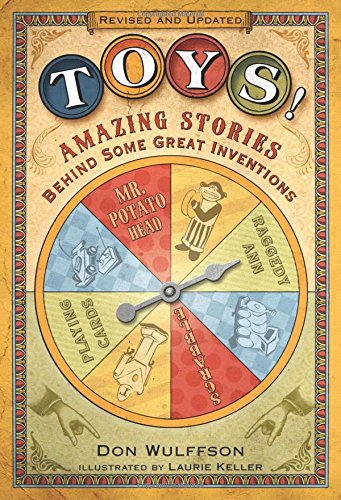 REVISED AND UPDATED
TOYS!
AMAZING STORIES
BEHIND SOME GREAT INVENTIONS
MR.
POTATO
HEAD
RAGGEDY
ANN
PLAYING
CARDS
SCRABBLE
DON WULFFSON
ILLUSTRATED BY LAURIE KELLER